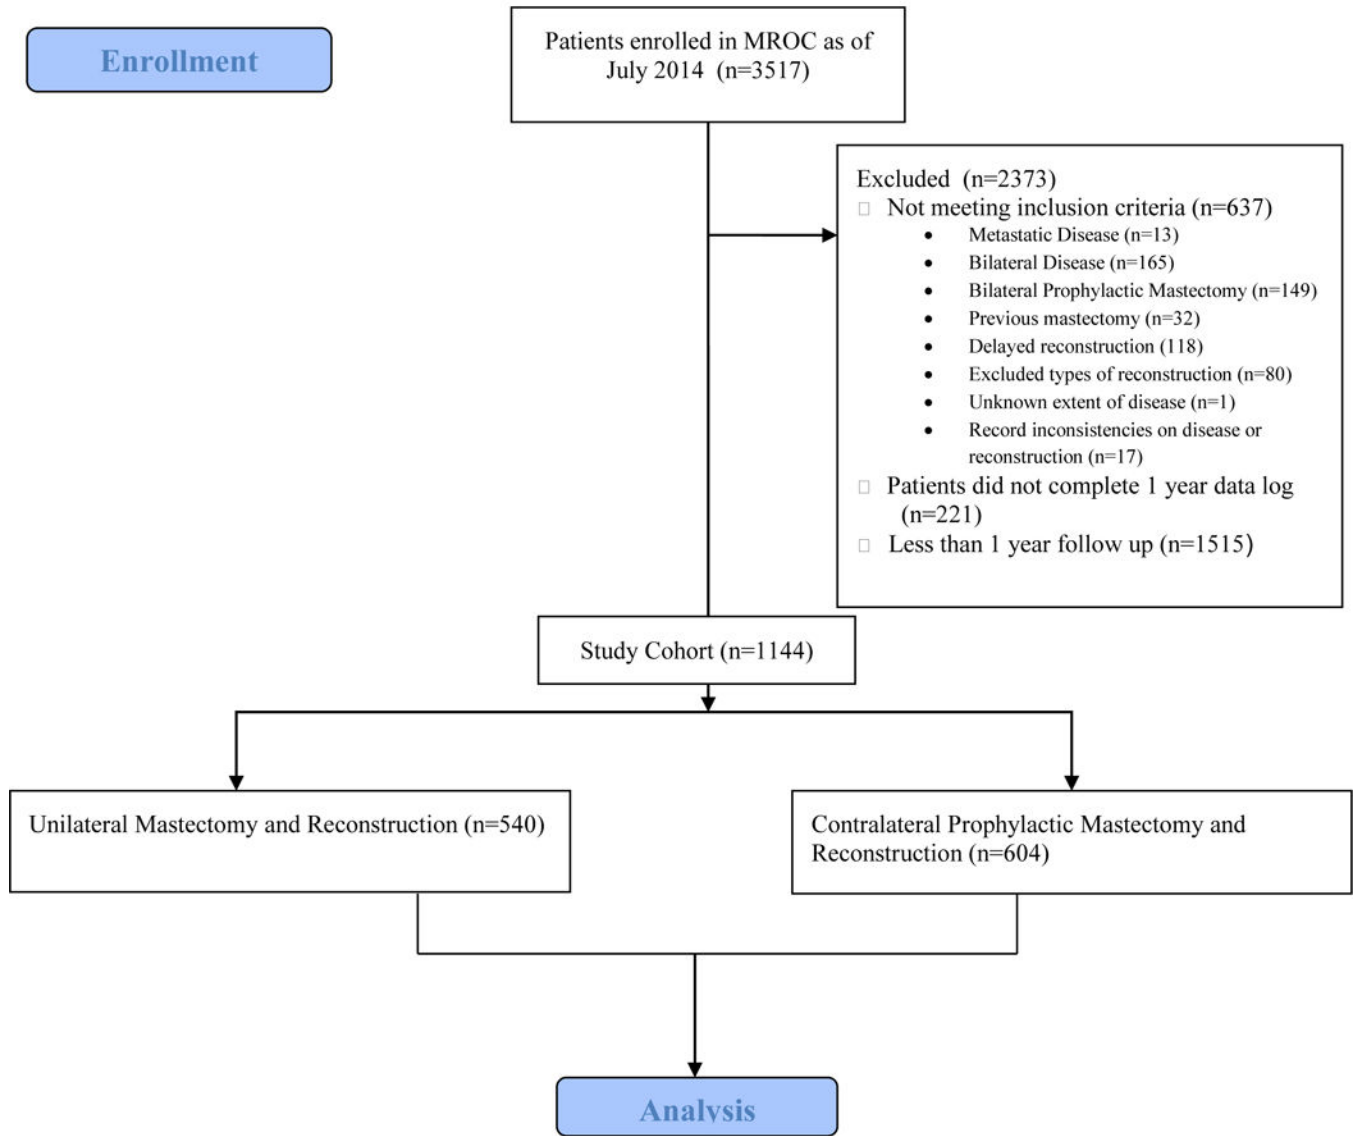 Enrollment
Patients enrolled in MROC as of
July 2014 (n=3517)
Excluded (n=2373)
Not meeting inclusion criteria (n=637)
• Metastatic Disease (n=13)
• Bilateral Disease (n=165)
• Bilateral Prophylactic Mastectomy (n=149)
• Previous mastectomy (n=32)
• Delayed reconstruction (118)
• Excluded types of reconstruction (n=80)
• Unknown extent of disease (n=1)
• Record inconsistencies on disease or
reconstruction (n=17)
Patients did not complete 1 year data log
(n=221)
Less than 1 year follow up (n=1515)
Study Cohort (n=1144)
Unilateral Mastectomy and Reconstruction (n=540)
Contralateral Prophylactic Mastectomy and
Reconstruction (n=604)
Analysis